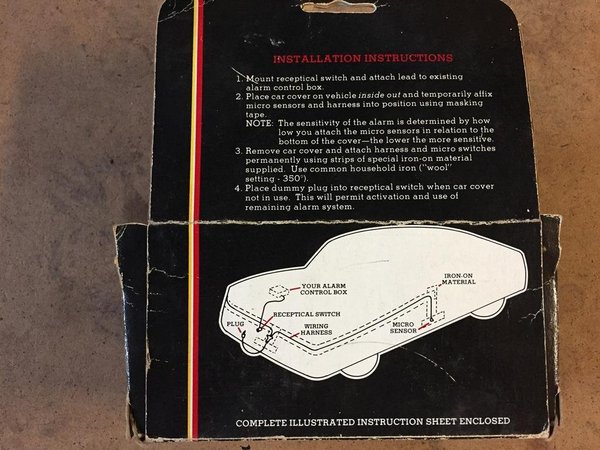 INSTALLATION INSTRUCTIONS
1. Mount receptical switch and attach lead to existing
alarm control box.
2. Place car cover on vehicle inside out and temporarily affix
micro sensors and harness into position using masking
tape.
NOTE: The sensitivity of the alarm is determined by how
low you attach the micro sensors in relation to the
bottom of the cover—the lower the more sensitive.
3. Remove car cover and attach harness and micro switches
permanently using strips of special iron-on material
supplied. Use common household iron ("wool"
setting - 350°).
4. Place dummy plug into receptical switch when car cover
not in use. This will permit activation and use of
remaining alarm system.
YOUR ALARM
CONTROL BOX
IRON-ON
MATERIAL
RECEPTICAL SWITCH
PLUG
WIRING
HARNESS
MICRO
SENSOR
COMPLETE ILLUSTRATED INSTRUCTION SHEET ENCLOSED